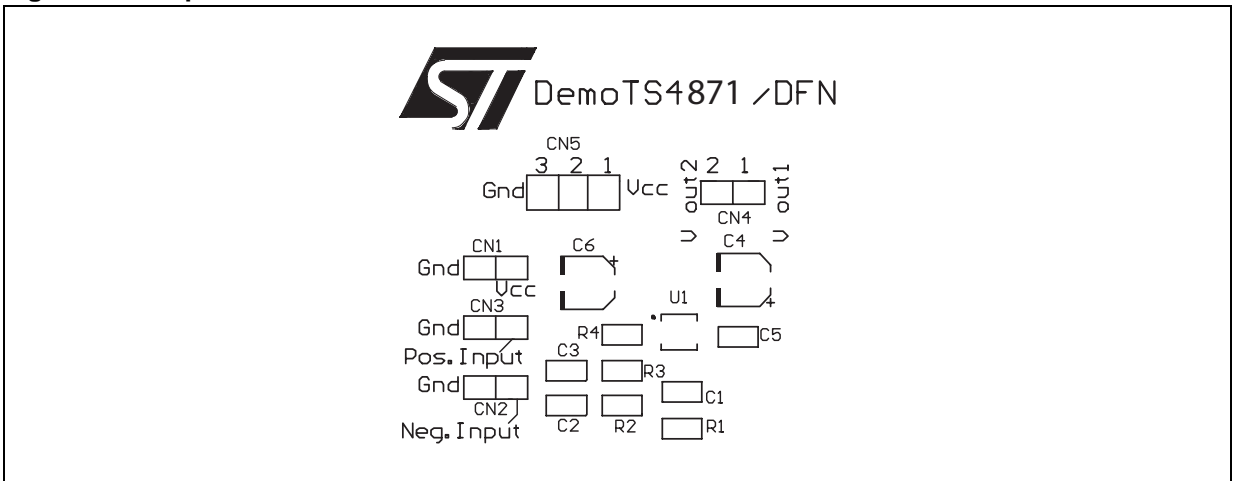 ST DemoTS4871 /DFN
CN5
3 2 1
Gnd
Vcc
V out2
2 1
V out1
CN4
CN1
Gnd
Vcc
C6
C4
CN3
Gnd
Pos.Input
U1
R4
C5
C3
R3
Gnd
CN2
C1
Neg.Input
C2
R2
R1